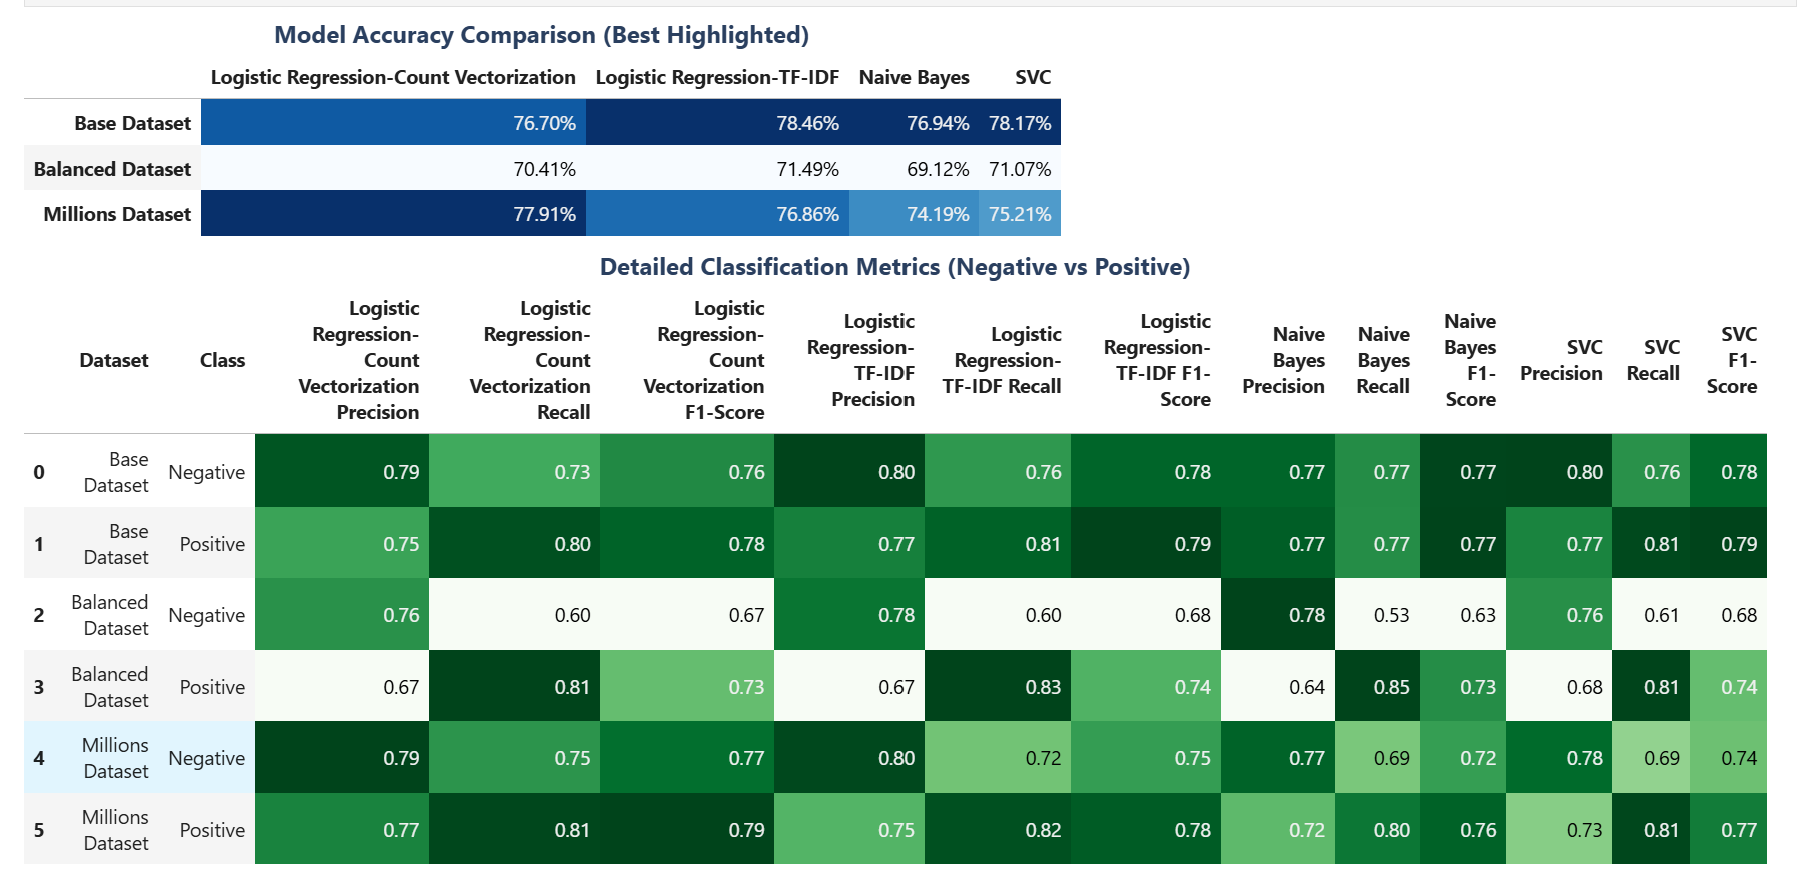 Model Accuracy Comparison (Best Highlighted)
Logistic Regression-Count Vectorization Logistic Regression-TF-IDF Naive Bayes SVC
Base Dataset 76.70% 78.46% 76.94% 78.17%
Balanced Dataset 70.41% 71.49% 69.12% 71.07%
Millions Dataset 77.91% 76.86% 74.19% 75.21%
Detailed Classification Metrics (Negative vs Positive)
Dataset
Class
Logistic
Regression-
Count
Vectorization
Precision
Logistic
Regression-
Count
Vectorization
Recall
Logistic
Regression-
Count
Vectorization
F1-Score
Logistic
Regression-
TF-IDF
Precision
Logistic
Regression-
TF-IDF Recall
Logistic
Regression-
TF-IDF F1-
Score
Naive
Bayes
Precision
Naive
Bayes
Recall
Naive
Bayes
F1-
Score
SVC
Precision
SVC
Recall
SVC
F1-
Score
0 Base
Dataset Negative 0.79 0.73 0.76 0.80 0.76 0.78 0.77 0.77 0.77 0.80 0.76 0.78
1 Base
Dataset Positive 0.75 0.80 0.78 0.77 0.81 0.79 0.77 0.77 0.77 0.77 0.81 0.79
2 Balanced
Dataset Negative 0.76 0.60 0.67 0.78 0.60 0.68 0.78 0.53 0.63 0.76 0.61 0.68
3 Balanced
Dataset Positive 0.67 0.81 0.73 0.67 0.83 0.74 0.64 0.85 0.73 0.68 0.81 0.74
4 Millions
Dataset Negative 0.79 0.75 0.77 0.80 0.72 0.75 0.77 0.69 0.72 0.78 0.69 0.74
5 Millions
Dataset Positive 0.77 0.81 0.79 0.75 0.82 0.78 0.72 0.80 0.76 0.73 0.81 0.77